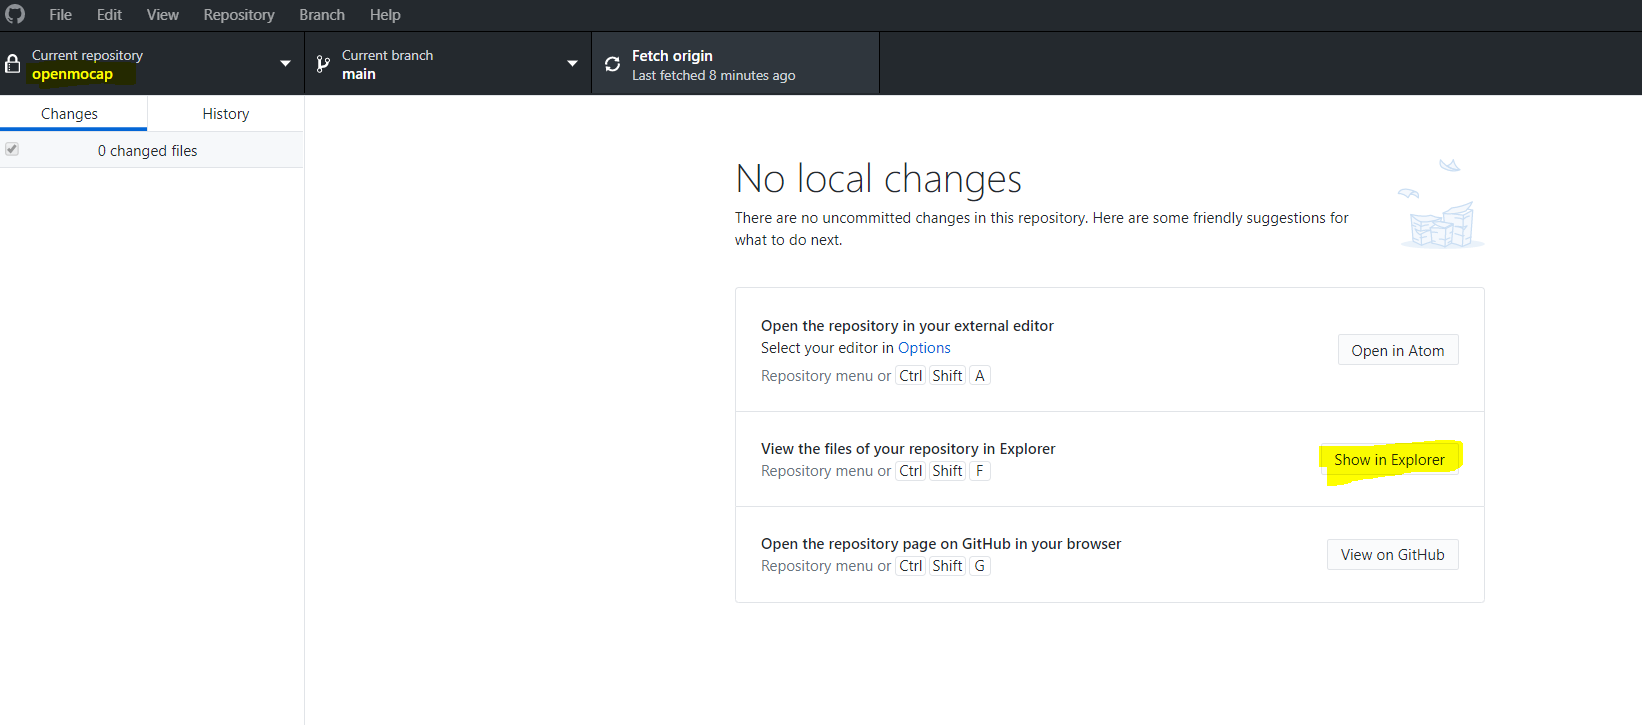 File Edit View Repository Branch Help
Current repository
openmocap
Current branch
main
Fetch origin
Last fetched 8 minutes ago
Changes
History
0 changed files
No local changes
There are no uncommitted changes in this repository. Here are some friendly suggestions for
what to do next.
Open the repository in your external editor
Select your editor in Options
Repository menu or Ctrl Shift A
Open in Atom
View the files of your repository in Explorer
Repository menu or Ctrl Shift F
Show in Explorer
Open the repository page on GitHub in your browser
Repository menu or Ctrl Shift G
View on GitHub